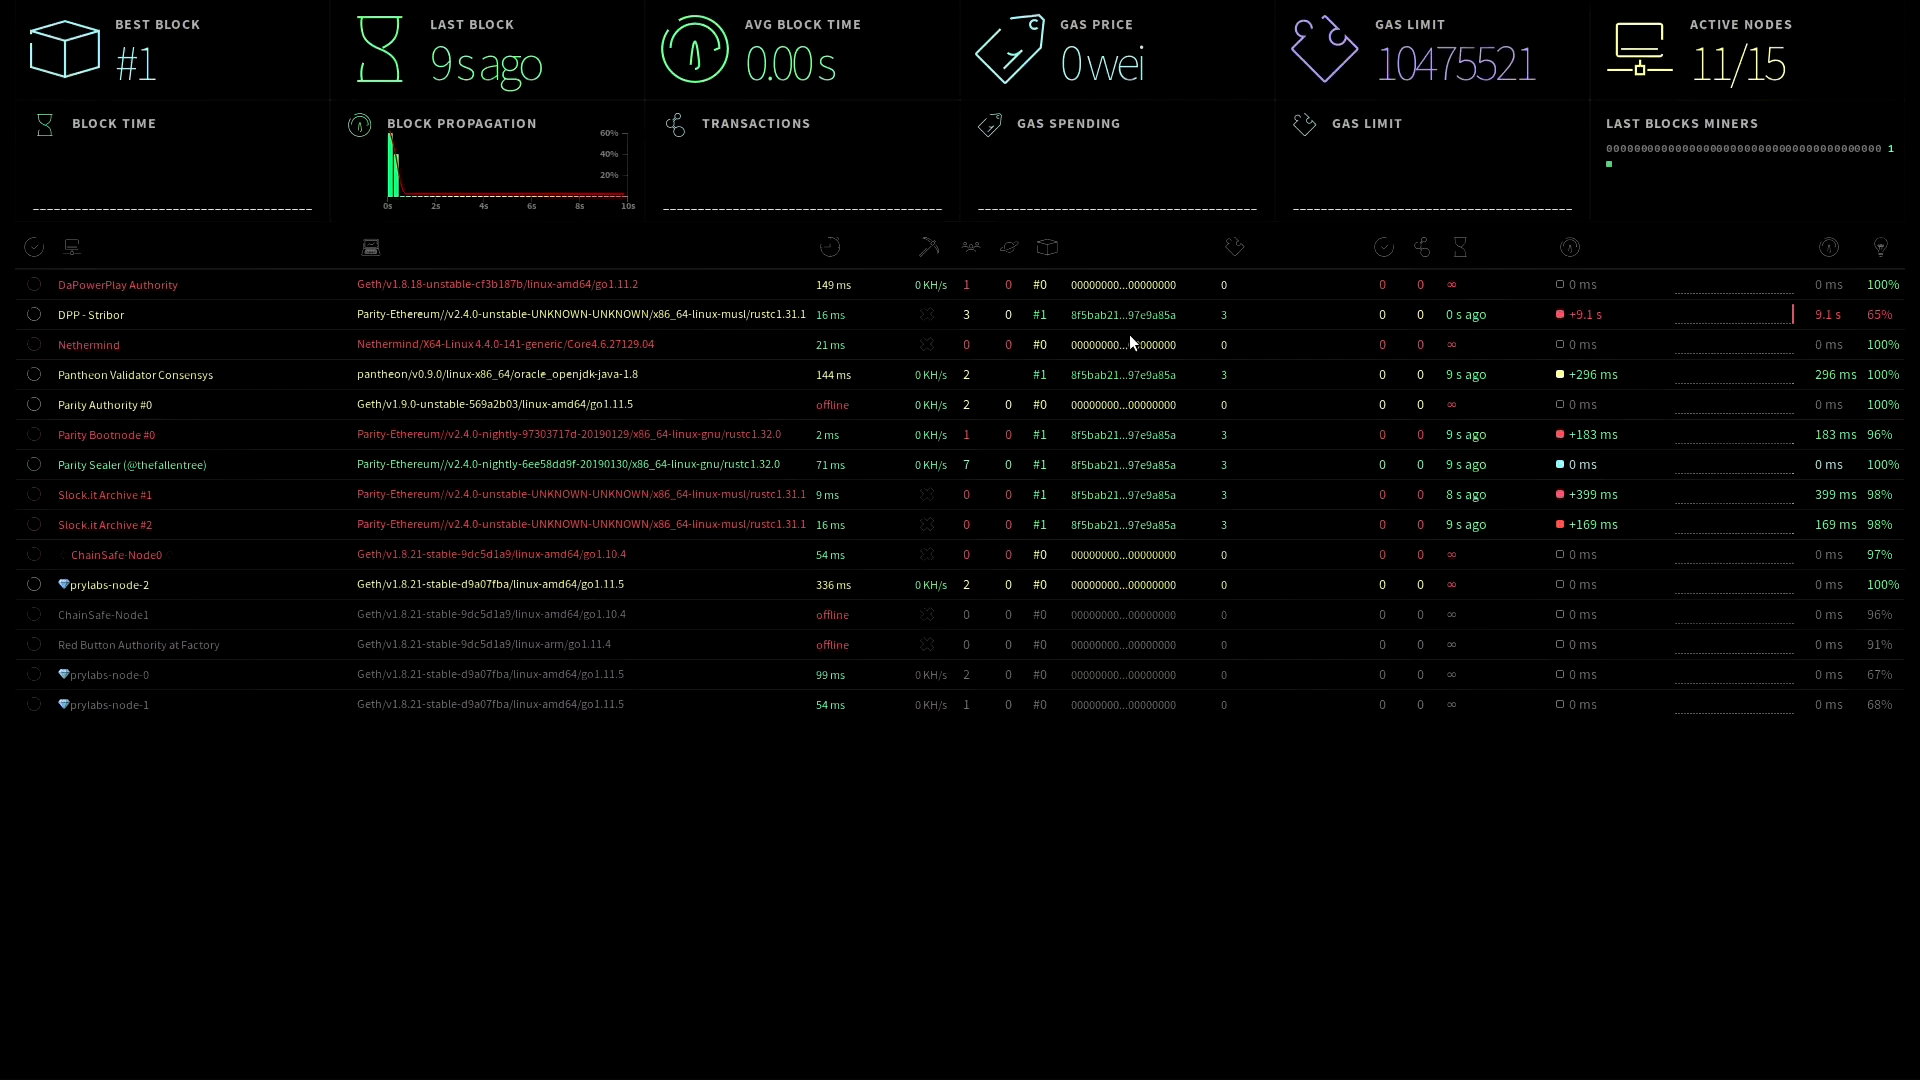 BEST BLOCK
#1
LAST BLOCK
9 s ago
AVG BLOCK TIME
0.00 s
GAS PRICE
0 wei
GAS LIMIT
10475521
ACTIVE NODES
11/15
BLOCK TIME
BLOCK PROPAGATION
60%
40%
20%
0s 2s 4s 6s 8s 10s
TRANSACTIONS
GAS SPENDING
GAS LIMIT
LAST BLOCKS MINERS
0000000000000000000000000000000000000000 1
DaPowerPlay Authority Geth/v1.8.18-unstable-cf3b187b/linux-amd64/go1.11.2 149 ms 0 KH/s 1 0 #0 00000000...00000000 0 0 0 ∞ 0 ms 0 ms 100%
DPP - Stribor Parity-Ethereum//v2.4.0-unstable-UNKNOWN-UNKNOWN/x86_64-linux-musl/rustc1.31.1 16 ms 3 0 #1 8f5bab21...97e9a85a 3 0 0 0 s ago +9.1 s 9.1 s 65%
Nethermind Nethermind/X64-Linux 4.4.0-141-generic/Core4.6.27129.04 21 ms 0 0 #0 00000000...00000000 0 0 0 ∞ 0 ms 0 ms 100%
Pantheon Validator Consensys pantheon/v0.9.0/linux-x86_64/oracle_openjdk-java-1.8 144 ms 0 KH/s 2 #1 8f5bab21...97e9a85a 3 0 0 9 s ago +296 ms 296 ms 100%
Parity Authority #0 Geth/v1.9.0-unstable-569a2b03/linux-amd64/go1.11.5 offline 0 KH/s 2 0 #0 00000000...00000000 0 0 0 ∞ 0 ms 0 ms 100%
Parity Bootnode #0 Parity-Ethereum//v2.4.0-nightly-97303717d-20190129/x86_64-linux-gnu/rustc1.32.0 2 ms 0 KH/s 1 0 #1 8f5bab21...97e9a85a 3 0 0 9 s ago +183 ms 183 ms 96%
Parity Sealer (@thefallentree) Parity-Ethereum//v2.4.0-nightly-6ee58dd9f-20190130/x86_64-linux-gnu/rustc1.32.0 71 ms 0 KH/s 7 0 #1 8f5bab21...97e9a85a 3 0 0 9 s ago 0 ms 0 ms 100%
Slock.it Archive #1 Parity-Ethereum//v2.4.0-unstable-UNKNOWN-UNKNOWN/x86_64-linux-musl/rustc1.31.1 9 ms 0 0 #1 8f5bab21...97e9a85a 3 0 0 8 s ago +399 ms 399 ms 98%
Slock.it Archive #2 Parity-Ethereum//v2.4.0-unstable-UNKNOWN-UNKNOWN/x86_64-linux-musl/rustc1.31.1 16 ms 0 0 #1 8f5bab21...97e9a85a 3 0 0 9 s ago +169 ms 169 ms 98%
ChainSafe-Node0 Geth/v1.8.21-stable-9dc5d1a9/linux-amd64/go1.10.4 54 ms 0 0 #0 00000000...00000000 0 0 0 ∞ 0 ms 0 ms 97%
💎prylabs-node-2 Geth/v1.8.21-stable-d9a07fba/linux-amd64/go1.11.5 336 ms 0 KH/s 2 0 #0 00000000...00000000 0 0 0 ∞ 0 ms 0 ms 100%
ChainSafe-Node1 Geth/v1.8.21-stable-9dc5d1a9/linux-amd64/go1.10.4 offline 0 0 #0 00000000...00000000 0 0 0 ∞ 0 ms 0 ms 96%
Red Button Authority at Factory Geth/v1.8.21-stable-9dc5d1a9/linux-arm/go1.11.4 offline 0 0 #0 00000000...00000000 0 0 0 ∞ 0 ms 0 ms 91%
💎prylabs-node-0 Geth/v1.8.21-stable-d9a07fba/linux-amd64/go1.11.5 99 ms 0 KH/s 2 0 #0 00000000...00000000 0 0 0 ∞ 0 ms 0 ms 67%
💎prylabs-node-1 Geth/v1.8.21-stable-d9a07fba/linux-amd64/go1.11.5 54 ms 0 KH/s 1 0 #0 00000000...00000000 0 0 0 ∞ 0 ms 0 ms 68%